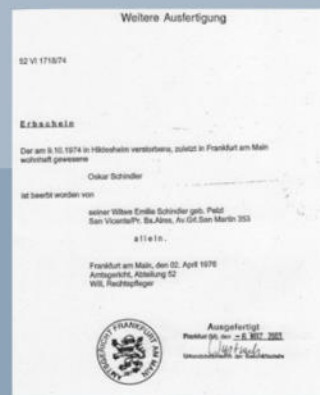 Weitere Ausfertigung
52 VI 1718/74
Erbschein
Der am 9.10.1974 in Hildesheim verstorbene, zuletzt in Frankfurt am Main
wohnhaft gewesene
Oskar Schindler
ist beerbt worden von
seiner Witwe Emilie Schindler geb. Pelzl
San Vicente/Pr. Bs.Aires, Av.Grl.San Martin 353
allein.
Frankfurt am Main, den 02. April 1976
Amtsgericht, Abteilung 52
Will, Rechtspfleger
AMTSGERICHT FRANKFURT AM MAIN
Ausgefertigt
Frankfurt (M), den